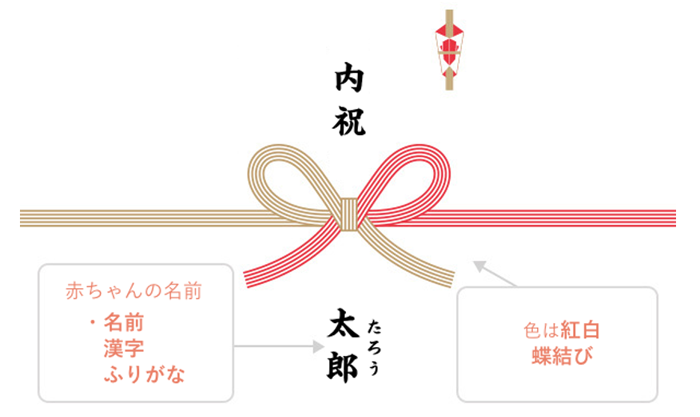 内祝
太郎
たろう
赤ちゃんの名前
・名前
漢字
ふりがな
色は紅白
蝶結び